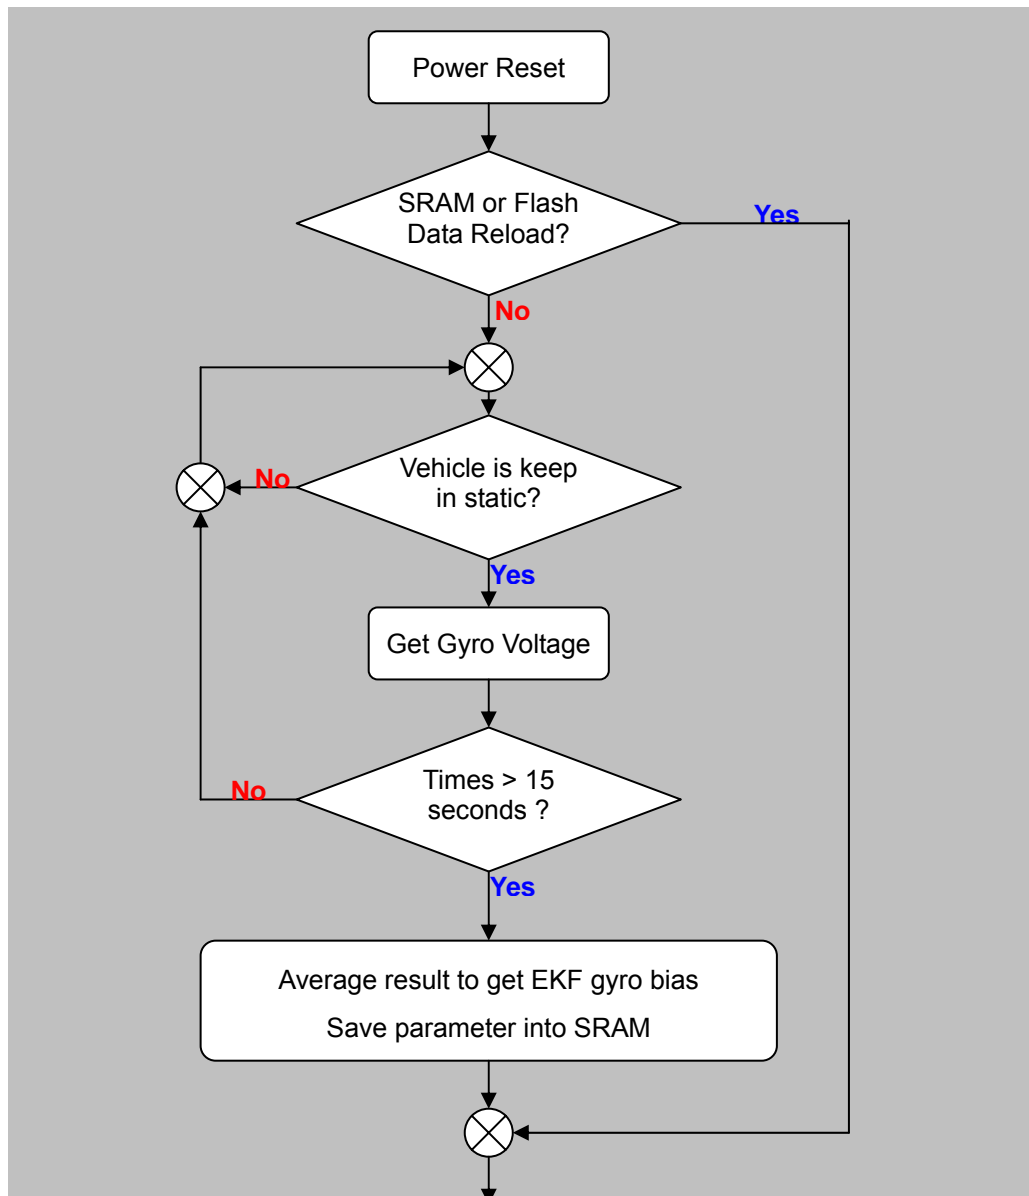 Power Reset
SRAM or Flash
Data Reload?
Yes
No
Vehicle is keep
in static?
No
Yes
Get Gyro Voltage
Times > 15
seconds ?
No
Yes
Average result to get EKF gyro bias
Save parameter into SRAM